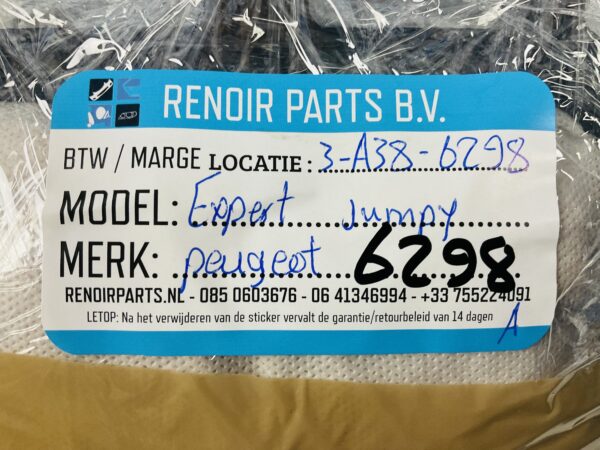 RENOIR PARTS B.V.
BTW / MARGE LOCATIE : 3-A38-6298
MODEL: Expert Jumpy
MERK: peugeot 6298
RENOIRPARTS.NL - 085 0603676 - 06 41346994 - +33 755224091
LETOP: Na het verwijderen van de sticker vervalt de garantie/retourbeleid van 14 dagen
A